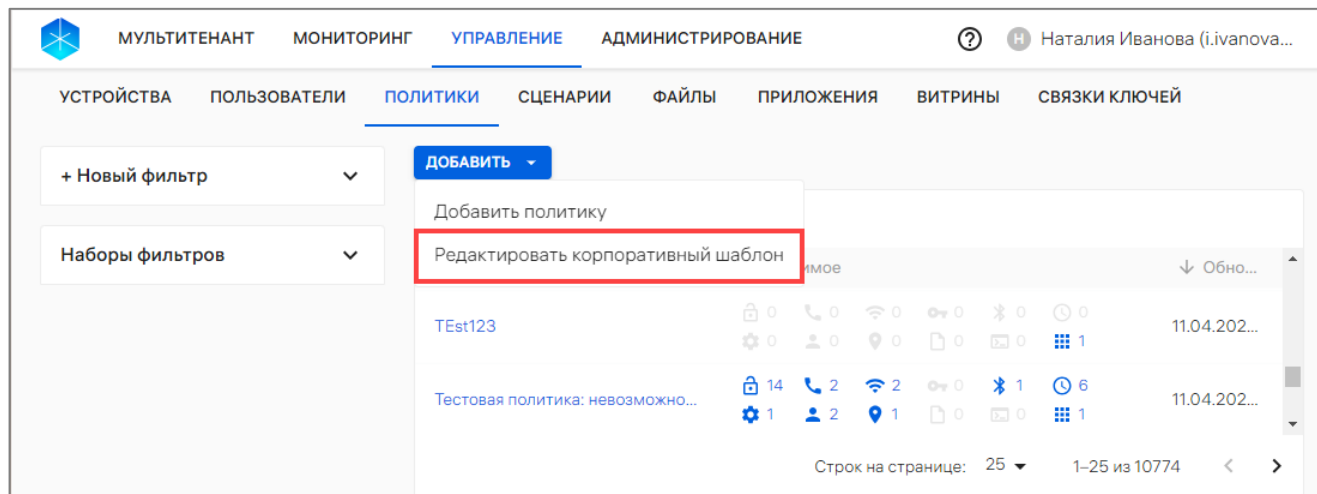 МУЛЬТИТЕНАНТ МОНИТОРИНГ УПРАВЛЕНИЕ АДМИНИСТРИРОВАНИЕ ? Н Наталия Иванова (i.ivanova...
УСТРОЙСТВА ПОЛЬЗОВАТЕЛИ ПОЛИТИКИ СЦЕНАРИИ ФАЙЛЫ ПРИЛОЖЕНИЯ ВИТРИНЫ СВЯЗКИ КЛЮЧЕЙ
+ Новый фильтр
Наборы фильтров
ДОБАВИТЬ
Добавить политику
Редактировать корпоративный шаблон
имое Обно...
TEst123
0 0 0 0 0 0
0 0 0 0 0 1
11.04.202...
Тестовая политика: невозможно...
14 2 2 0 1 6
1 2 1 0 0 1
11.04.202...
Строк на странице: 25 1–25 из 10774